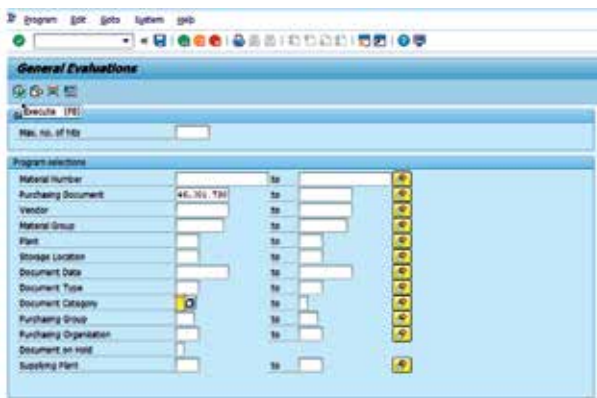 Program Edit Goto System Help
General Evaluations
Execute (F8)
Max. no. of hits
Program selections
Material Number to
Purchasing Document to
Vendor to
Material Group to
Plant to
Storage Location to
Document Date to
Document Type to
Document Category to
Purchasing Group to
Purchasing Organization to
Document on Hold
Supplying Plant to